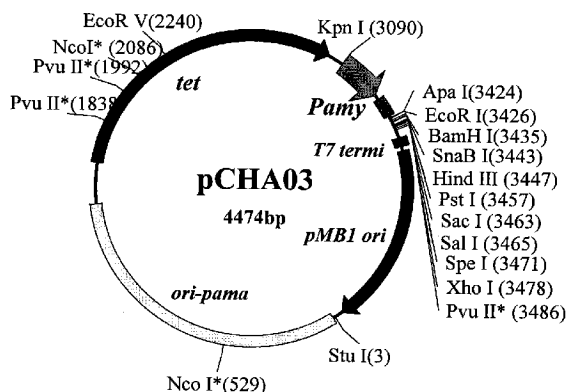 EcoR V(2240)
NcoI*(2086)
Pvu II*(1992)
Pvu II*(1838)
Kpn I(3090)
tet
Pamy
Apa I(3424)
EcoR I(3426)
BamH I(3435)
SnaB I(3443)
Hind III(3447)
Pst I(3457)
Sac I(3463)
Sal I(3465)
Spe I(3471)
Xho I(3478)
Pvu II*(3486)
T7 termi
pCHA03
4474bp
pMB1 ori
ori-pama
Stu I(3)
Nco I*(529)